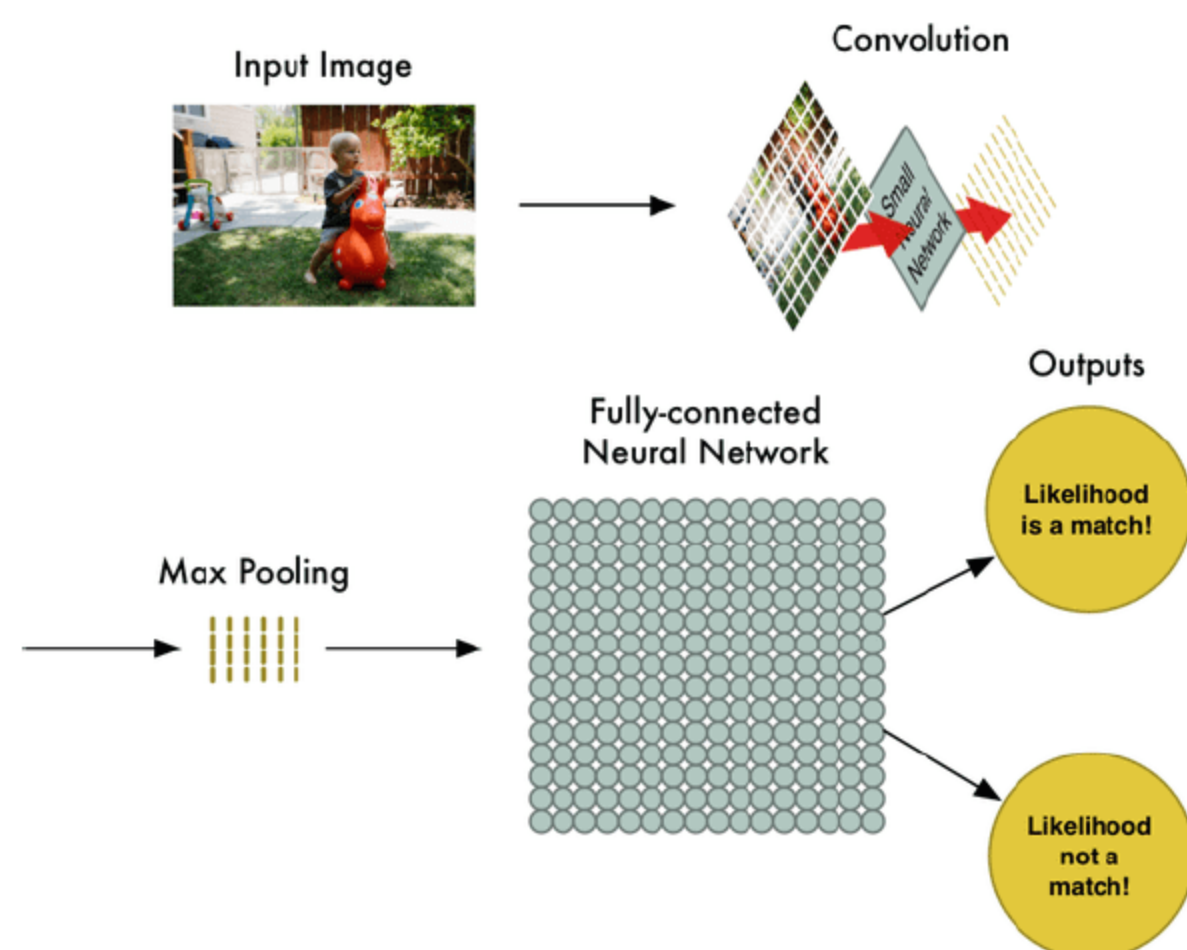 Input Image
Convolution
Small
Neural
Network
Outputs
Fully-connected
Neural Network
Likelihood
is a match!
Max Pooling
Likelihood
not a
match!